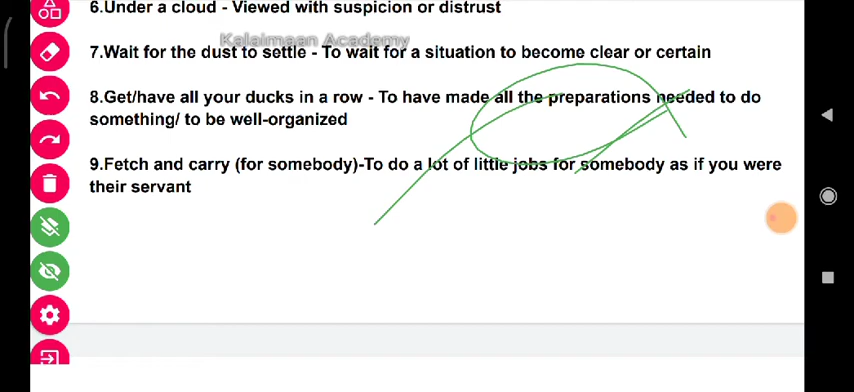 6.Under a cloud - Viewed with suspicion or distrust
Kalaimaan Academy
7.Wait for the dust to settle - To wait for a situation to become clear or certain
8.Get/have all your ducks in a row - To have made all the preparations needed to do
something/ to be well-organized
9.Fetch and carry (for somebody)-To do a lot of little jobs for somebody as if you were
their servant